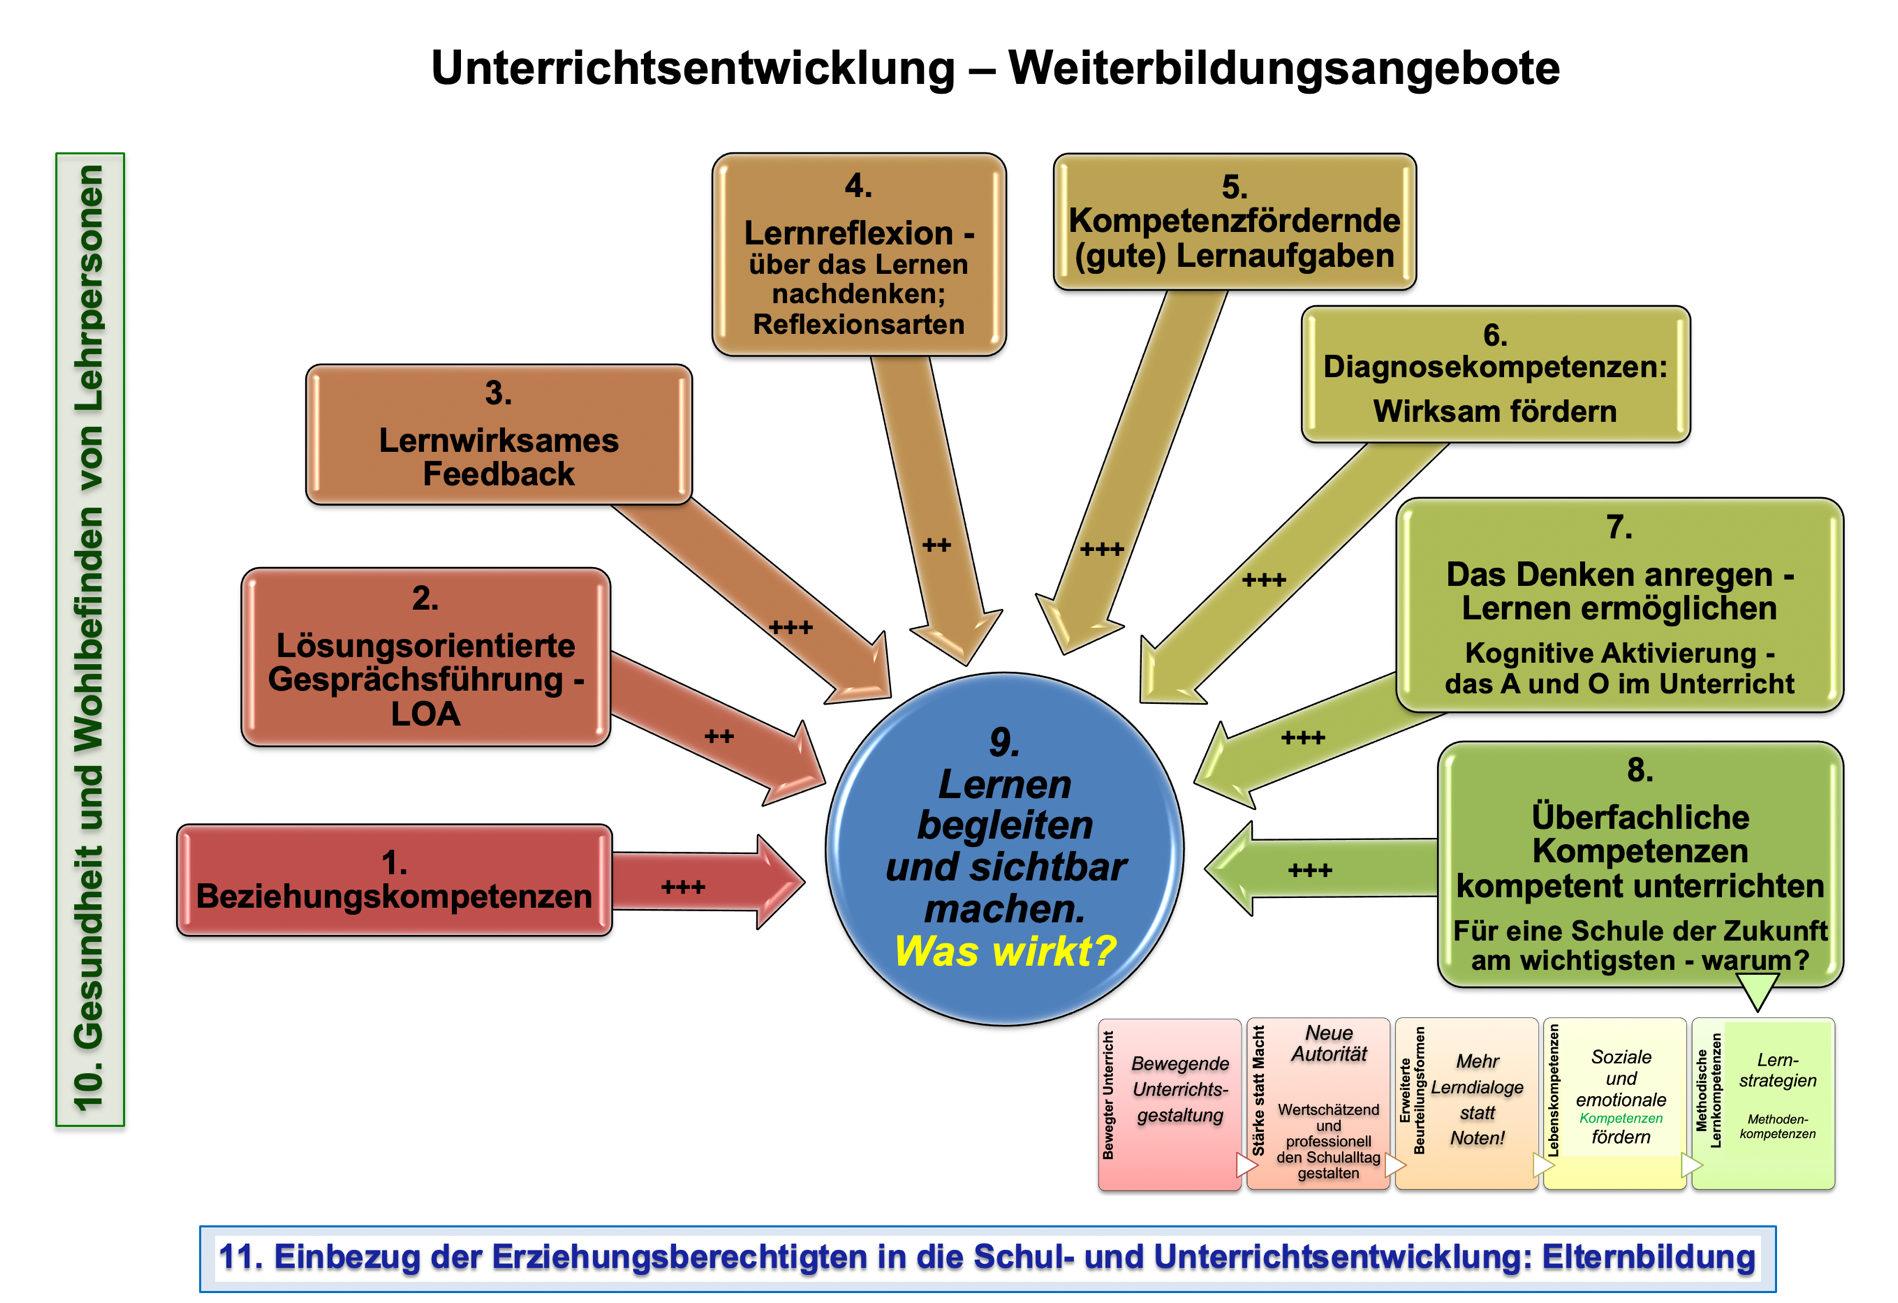 Unterrichtsentwicklung – Weiterbildungsangebote
10. Gesundheit und Wohlbefinden von Lehrpersonen
1.
Beziehungskompetenzen
+++
2.
Lösungsorientierte
Gesprächsführung -
LOA
++
3.
Lernwirksames
Feedback
+++
4.
Lernreflexion -
über das Lernen
nachdenken;
Reflexionsarten
++
5.
Kompetenzfördernde
(gute) Lernaufgaben
+++
6.
Diagnosekompetenzen:
Wirksam fördern
+++
7.
Das Denken anregen -
Lernen ermöglichen
Kognitive Aktivierung -
das A und O im Unterricht
+++
8.
Überfachliche
Kompetenzen
kompetent unterrichten
Für eine Schule der Zukunft
am wichtigsten - warum?
+++
9.
Lernen
begleiten
und sichtbar
machen.
Was wirkt?
Bewegter Unterricht
Bewegende
Unterrichts-
gestaltung
Stärke statt Macht
Neue
Autorität
Wertschätzend
und
professionell
den Schulalltag
gestalten
Erweiterte
Beurteilungsformen
Mehr
Lerndialoge
statt
Noten!
Lebenskompetenzen
Soziale
und
emotionale
Kompetenzen
fördern
Methodische
Lernkompetenzen
Lern-
strategien
Methoden-
kompetenzen
11. Einbezug der Erziehungsberechtigten in die Schul- und Unterrichtsentwicklung: Elternbildung